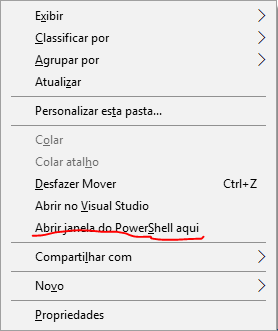 Exibir
Classificar por
Agrupar por
Atualizar
Personalizar esta pasta...
Colar
Colar atalho
Desfazer Mover Ctrl+Z
Abrir no Visual Studio
Abrir janela do PowerShell aqui
Compartilhar com
Novo
Propriedades